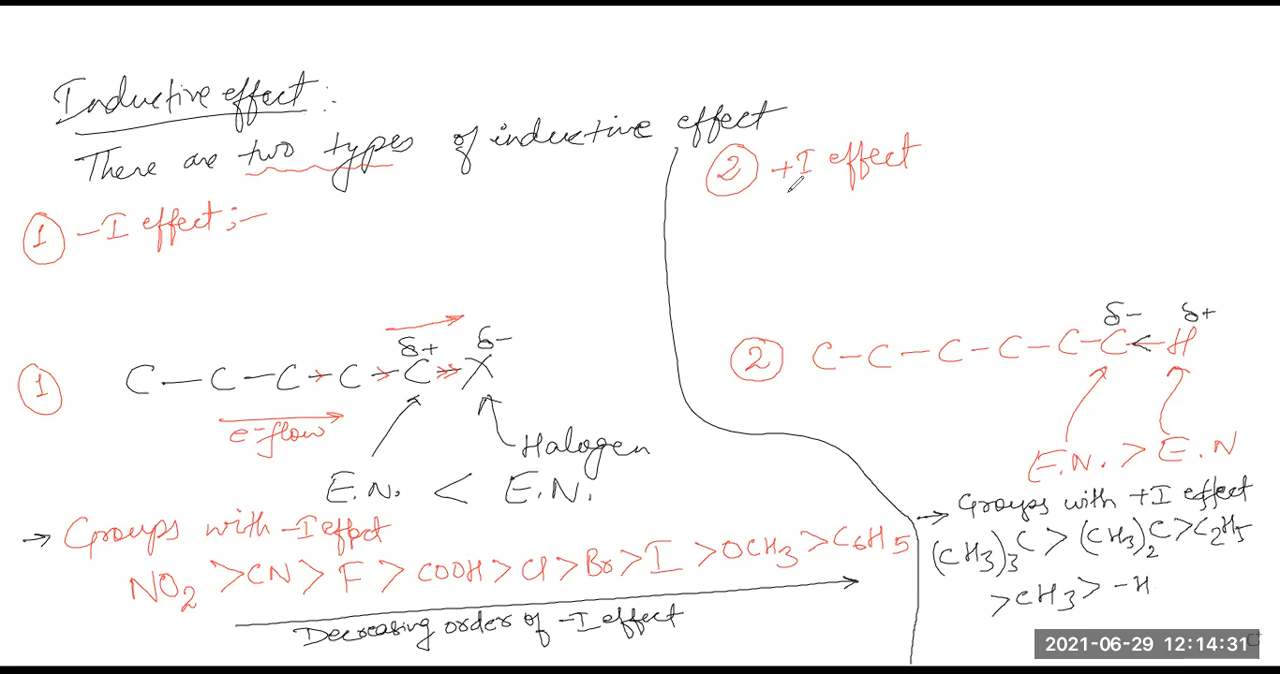 Inductive effect :
There are two types of inductive effect
① -I effect ;-
① C — C — C → C → C →→ X
δ+ δ-
e- flow
Halogen
E.N. < E.N.
→ Groups with -I effect
NO2 > CN > F > COOH > Cl > Br > I > OCH3 > C6H5
Decreasing order of -I effect
② +I effect
δ- δ+
② C - C - C - C - C - C ← H
E.N. > E.N
→ Groups with +I effect
(CH3)3C > (CH3)2C > C2H5
> CH3 > -H
2021-06-29 12:14:31